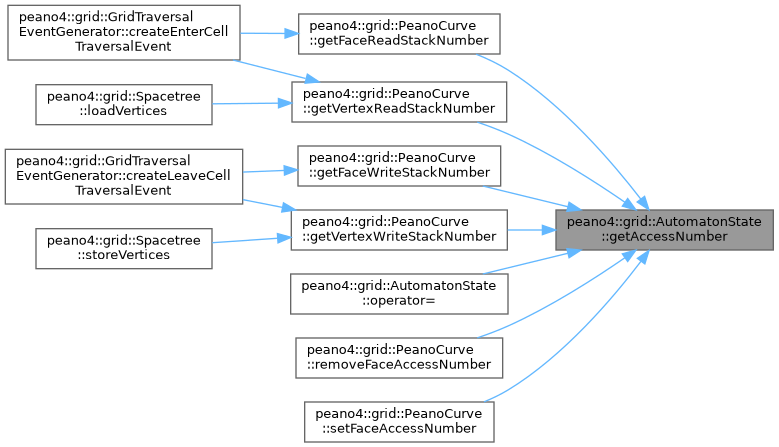 peano4::grid::GridTraversal
EventGenerator::createEnterCell
TraversalEvent
peano4::grid::PeanoCurve
::getFaceReadStackNumber
peano4::grid::Spacetree
::loadVertices
peano4::grid::PeanoCurve
::getVertexReadStackNumber
peano4::grid::GridTraversal
EventGenerator::createLeaveCell
TraversalEvent
peano4::grid::PeanoCurve
::getFaceWriteStackNumber
peano4::grid::AutomatonState
::getAccessNumber
peano4::grid::Spacetree
::storeVertices
peano4::grid::PeanoCurve
::getVertexWriteStackNumber
peano4::grid::AutomatonState
::operator=
peano4::grid::PeanoCurve
::removeFaceAccessNumber
peano4::grid::PeanoCurve
::setFaceAccessNumber